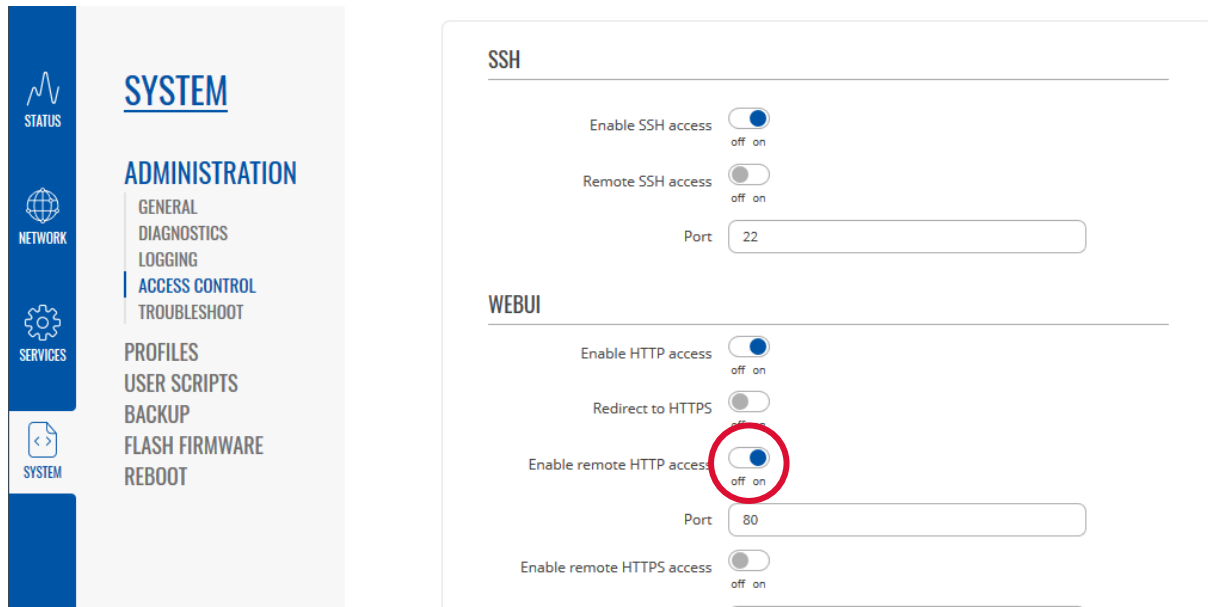 STATUS
NETWORK
SERVICES
SYSTEM
SYSTEM
ADMINISTRATION
GENERAL
DIAGNOSTICS
LOGGING
ACCESS CONTROL
TROUBLESHOOT
PROFILES
USER SCRIPTS
BACKUP
FLASH FIRMWARE
REBOOT
SSH
Enable SSH access
off on
Remote SSH access
off on
Port 22
WEBUI
Enable HTTP access
off on
Redirect to HTTPS
off on
Enable remote HTTP access
off on
Port 80
Enable remote HTTPS access
off on